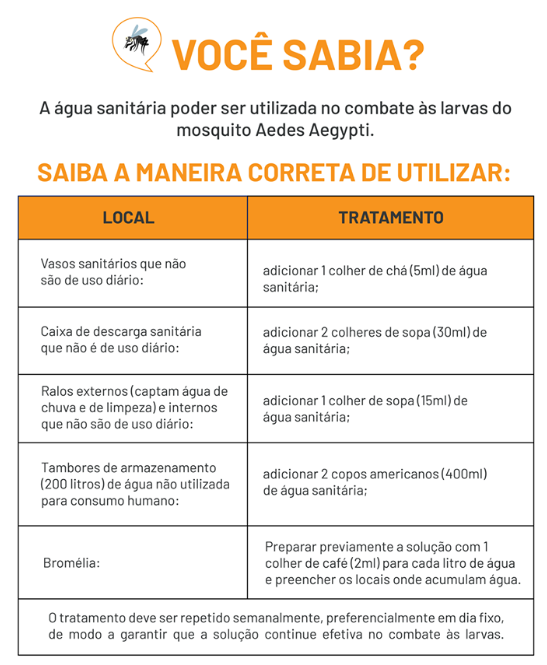 VOCÊ SABIA?
A água sanitária poder ser utilizada no combate às larvas do
mosquito Aedes Aegypti.
SAIBA A MANEIRA CORRETA DE UTILIZAR:
LOCAL
TRATAMENTO
Vasos sanitários que não
são de uso diário:
adicionar 1 colher de chá (5ml) de água
sanitária;
Caixa de descarga sanitária
que não é de uso diário:
adicionar 2 colheres de sopa (30ml) de
água sanitária;
Ralos externos (captam água de
chuva e de limpeza) e internos
que não são de uso diário:
adicionar 1 colher de sopa (15ml) de
água sanitária;
Tambores de armazenamento
(200 litros) de água não utilizada
para consumo humano:
adicionar 2 copos americanos (400ml)
de água sanitária;
Bromélia:
Preparar previamente a solução com 1
colher de café (2ml) para cada litro de água
e preencher os locais onde acumulam água.
O tratamento deve ser repetido semanalmente, preferencialmente em dia fixo,
de modo a garantir que a solução continue efetiva no combate às larvas.